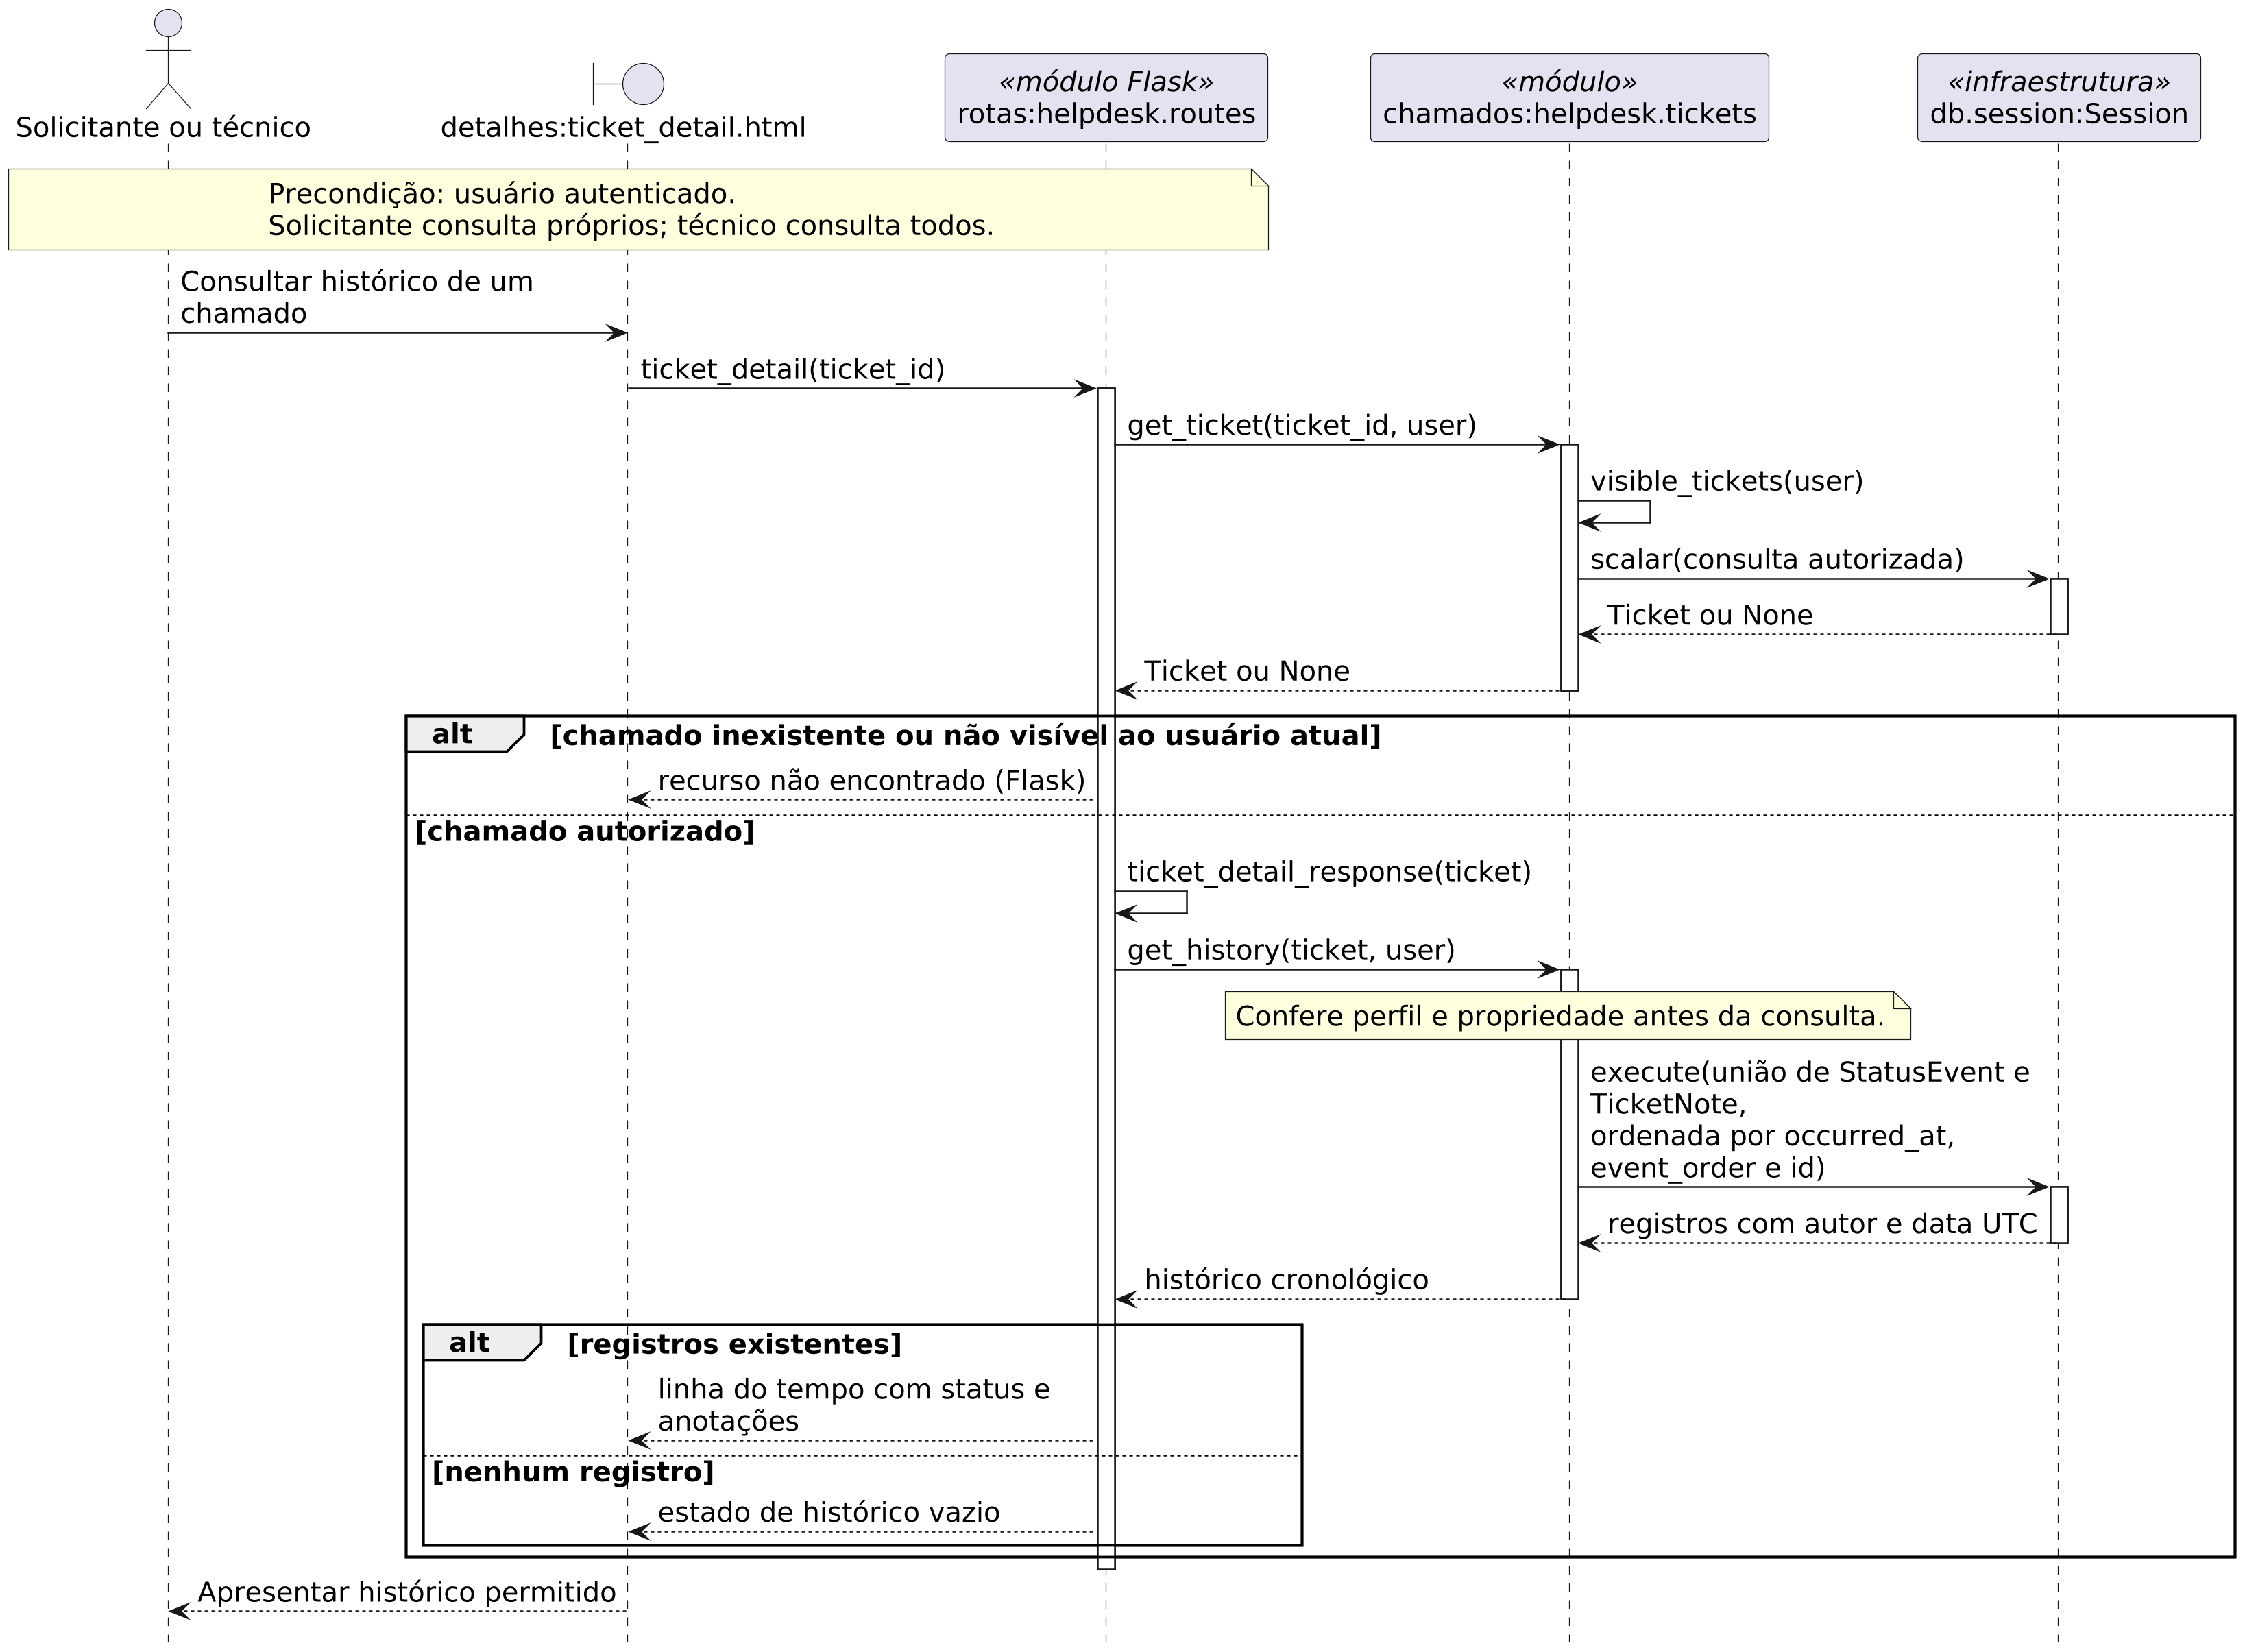 Solicitante ou técnico
detalhes:ticket_detail.html
«módulo Flask»
rotas:helpdesk.routes
«módulo»
chamados:helpdesk.tickets
«infraestrutura»
db.session:Session
Precondição: usuário autenticado.
Solicitante consulta próprios; técnico consulta todos.
Consultar histórico de um
chamado
ticket_detail(ticket_id)
get_ticket(ticket_id, user)
visible_tickets(user)
scalar(consulta autorizada)
Ticket ou None
Ticket ou None
alt [chamado inexistente ou não visível ao usuário atual]
recurso não encontrado (Flask)
[chamado autorizado]
ticket_detail_response(ticket)
get_history(ticket, user)
Confere perfil e propriedade antes da consulta.
execute(união de StatusEvent e
TicketNote,
ordenada por occurred_at,
event_order e id)
registros com autor e data UTC
histórico cronológico
alt [registros existentes]
linha do tempo com status e
anotações
[nenhum registro]
estado de histórico vazio
Apresentar histórico permitido